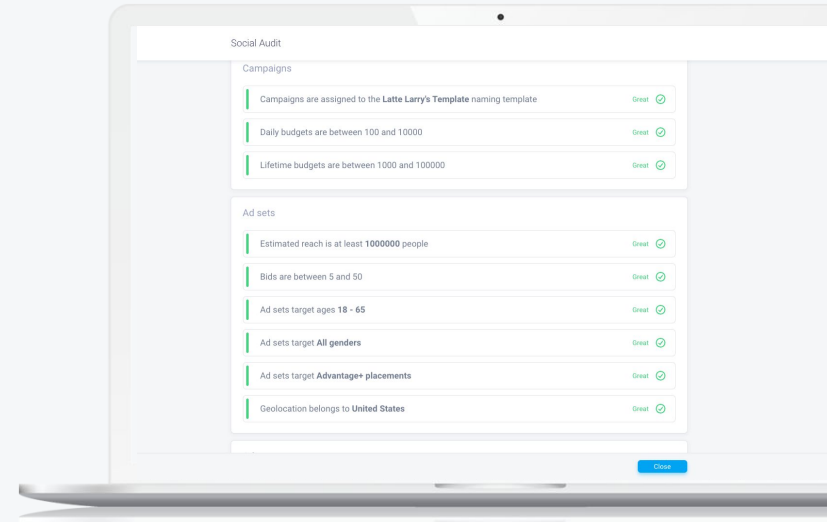 Social Audit
Campaigns
Campaigns are assigned to the Latte Larry's Template naming template
Great
Daily budgets are between 100 and 10000
Great
Lifetime budgets are between 1000 and 100000
Great
Ad sets
Estimated reach is at least 1000000 people
Great
Bids are between 5 and 50
Great
Ad sets target ages 18 - 65
Great
Ad sets target All genders
Great
Ad sets target Advantage+ placements
Great
Geolocation belongs to United States
Great
Close